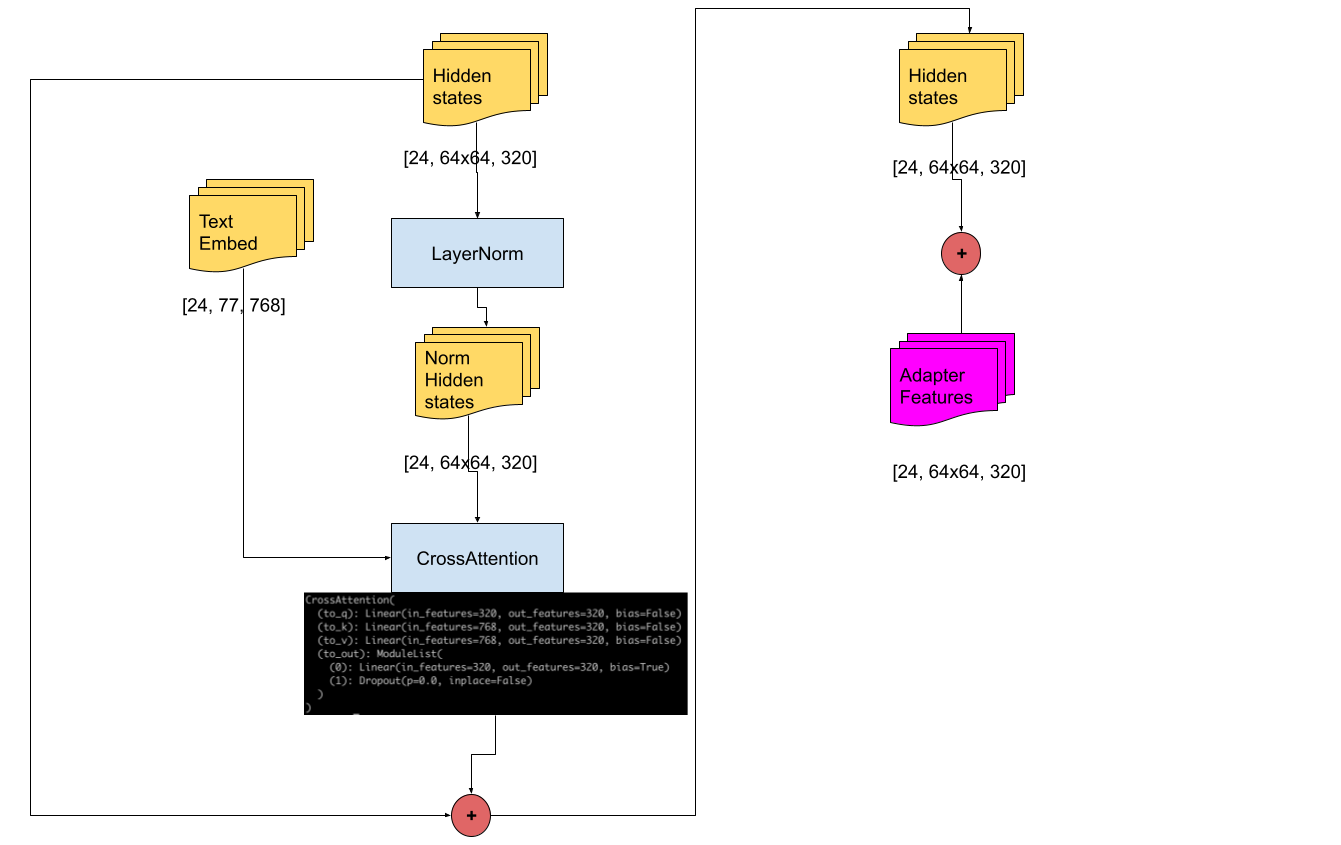 Hidden
states
[24, 64x64, 320]
Text
Embed
[24, 77, 768]
LayerNorm
Norm
Hidden
states
[24, 64x64, 320]
CrossAttention
CrossAttention(
(to_q): Linear(in_features=320, out_features=320, bias=False)
(to_k): Linear(in_features=768, out_features=320, bias=False)
(to_v): Linear(in_features=768, out_features=320, bias=False)
(to_out): ModuleList(
(0): Linear(in_features=320, out_features=320, bias=True)
(1): Dropout(p=0.0, inplace=False)
)
)
+
Hidden
states
[24, 64x64, 320]
+
Adapter
Features
[24, 64x64, 320]